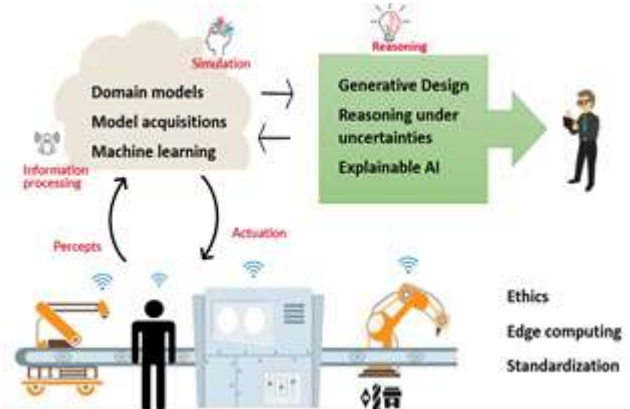 Reasoning
Simulation
Domain models
Model acquisitions
Machine learning
Generative Design
Reasoning under
uncertainties
Explainable AI
Information
processing
Percepts
Actuation
Ethics
Edge computing
Standardization